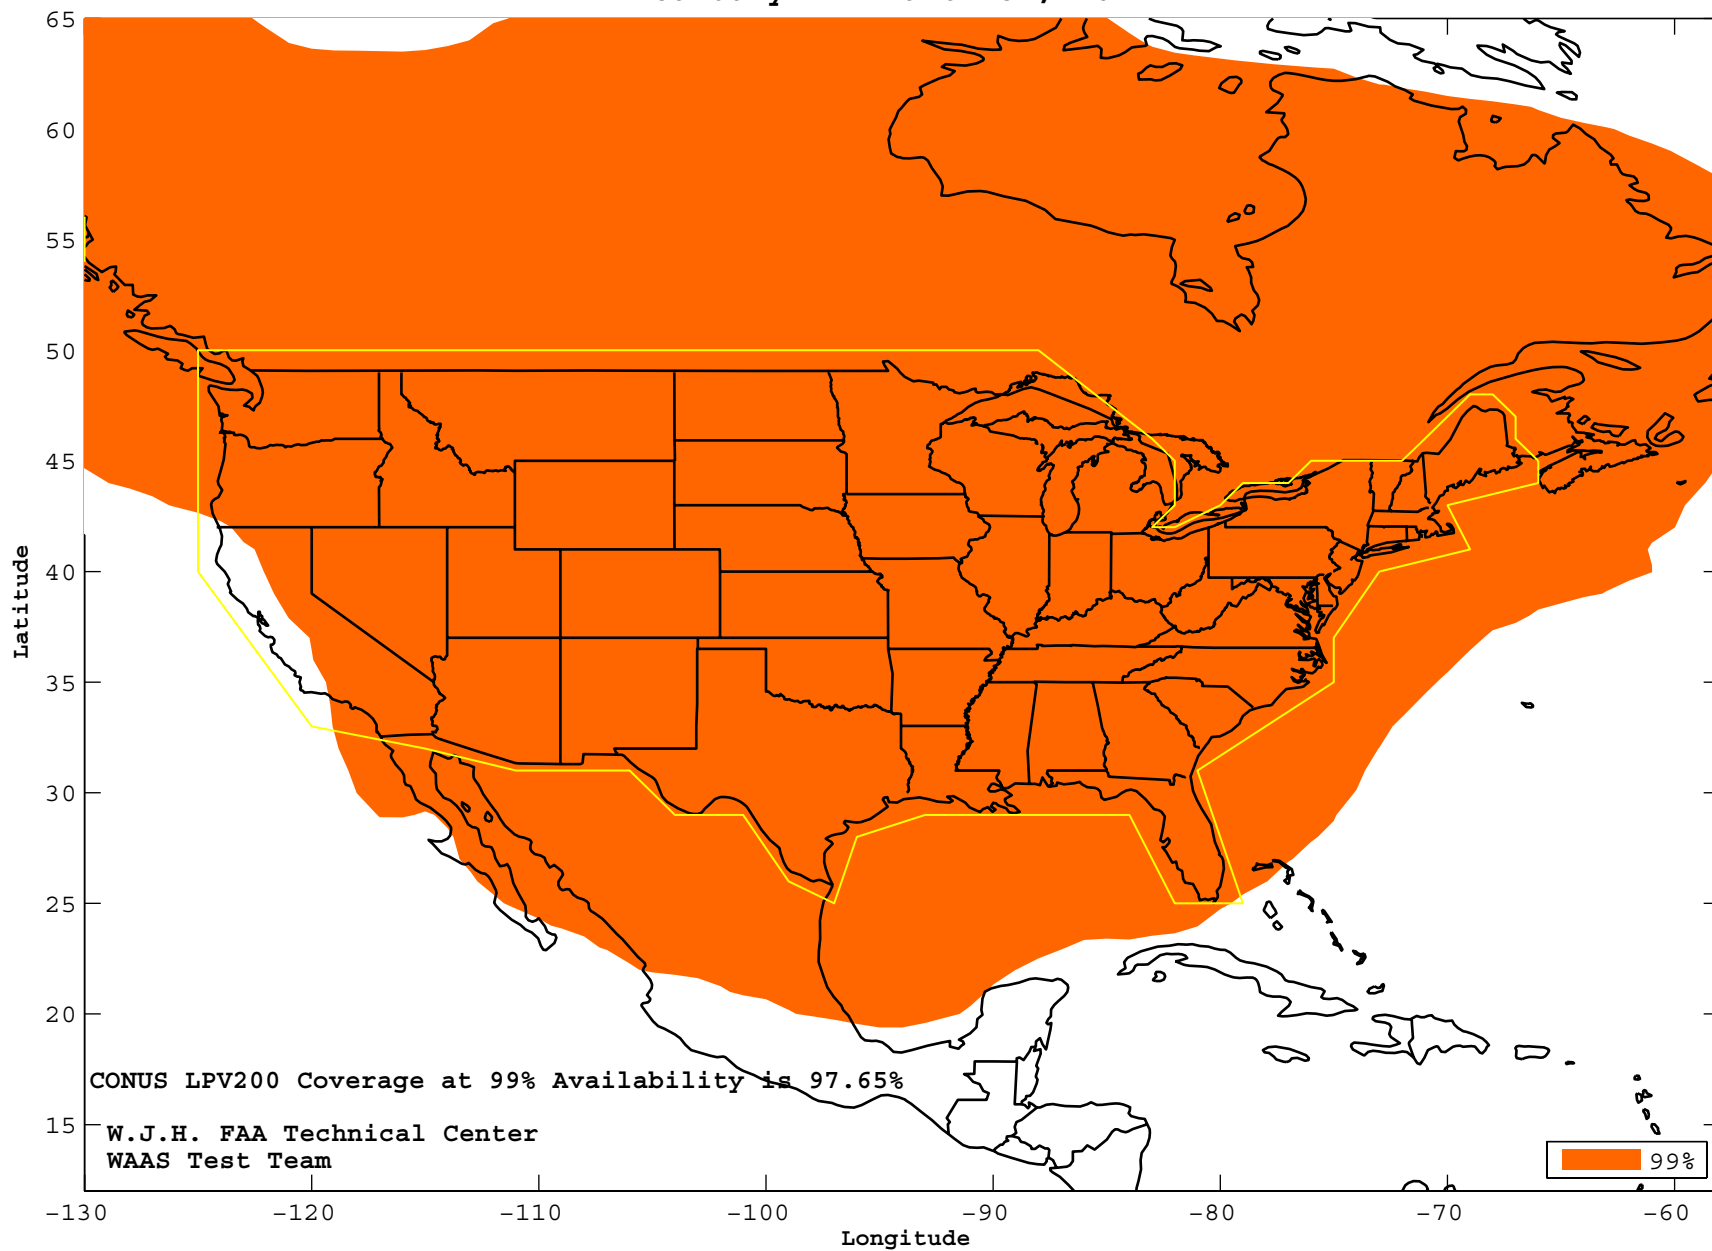 65
60
55
50
45
40
35
30
25
20
15
Latitude
CONUS LPV200 Coverage at 99% Availability is 97.65%
W.J.H. FAA Technical Center
WAAS Test Team
99%
-130 -120 -110 -100 -90 -80 -70 -60
Longitude